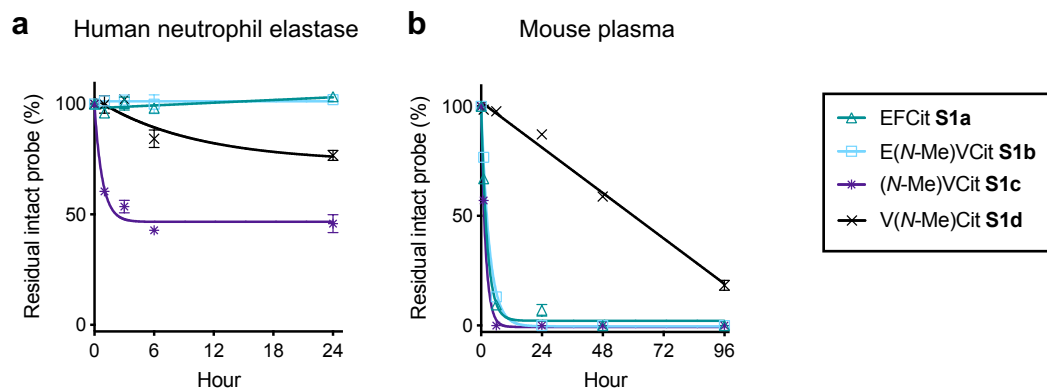 a Human neutrophil elastase
Residual intact probe (%)
100
50
0
0 6 12 18 24
Hour
b Mouse plasma
Residual intact probe (%)
100
50
0
0 24 48 72 96
Hour
EFCit S1a
E(N-Me)VCit S1b
(N-Me)VCit S1c
V(N-Me)Cit S1d